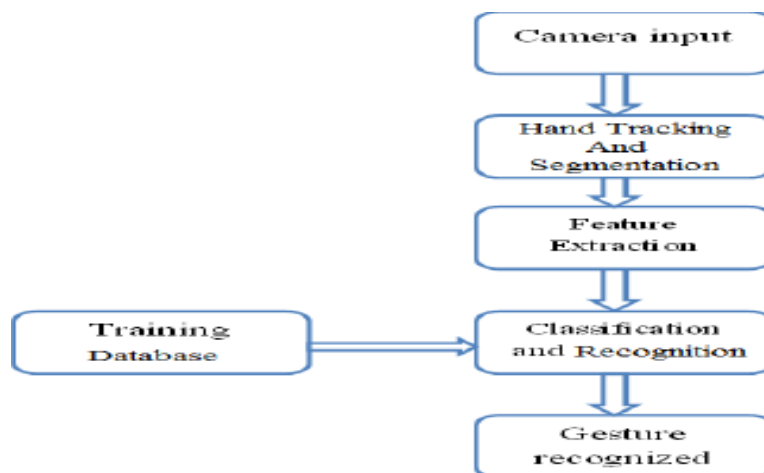 Camera input
Hand Tracking
And
Segmentation
Feature
Extraction
Training
Database
Classification
and Recognition
Gesture
recognized